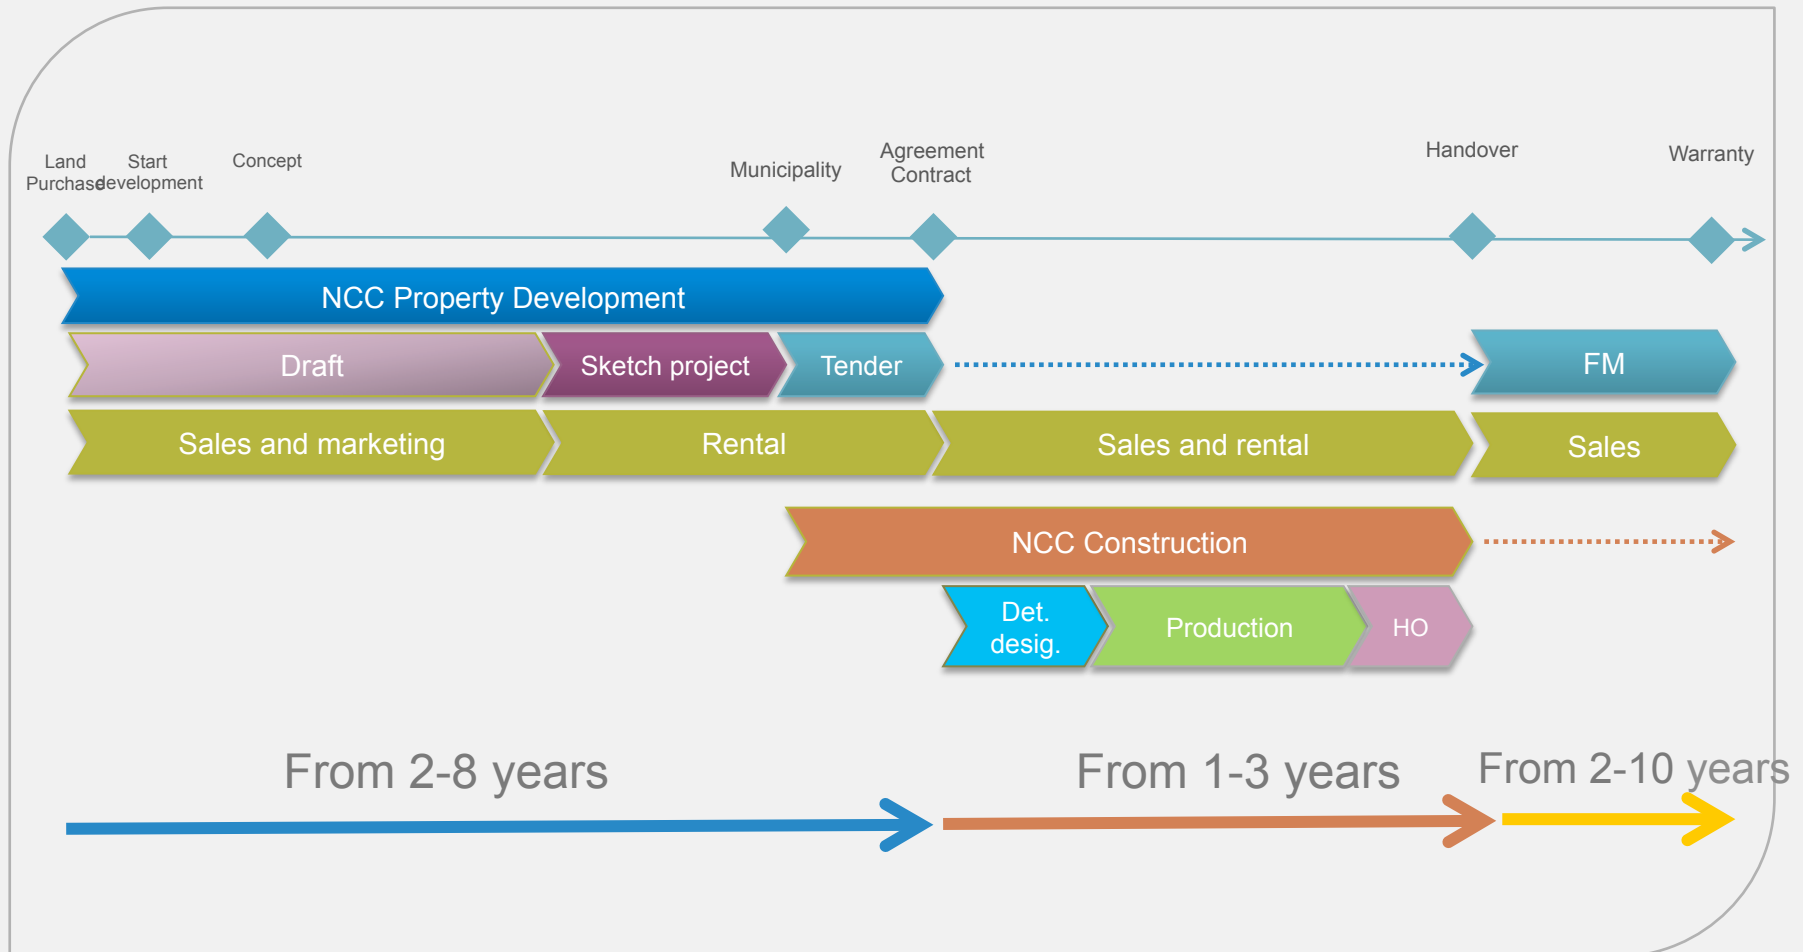 Land
Purchase
Start
development
Concept
Municipality
Agreement
Contract
Handover
Warranty
NCC Property Development
Draft
Sketch project
Tender
FM
Sales and marketing
Rental
Sales and rental
Sales
NCC Construction
Det.
desig.
Production
HO
From 2-8 years
From 1-3 years
From 2-10 years